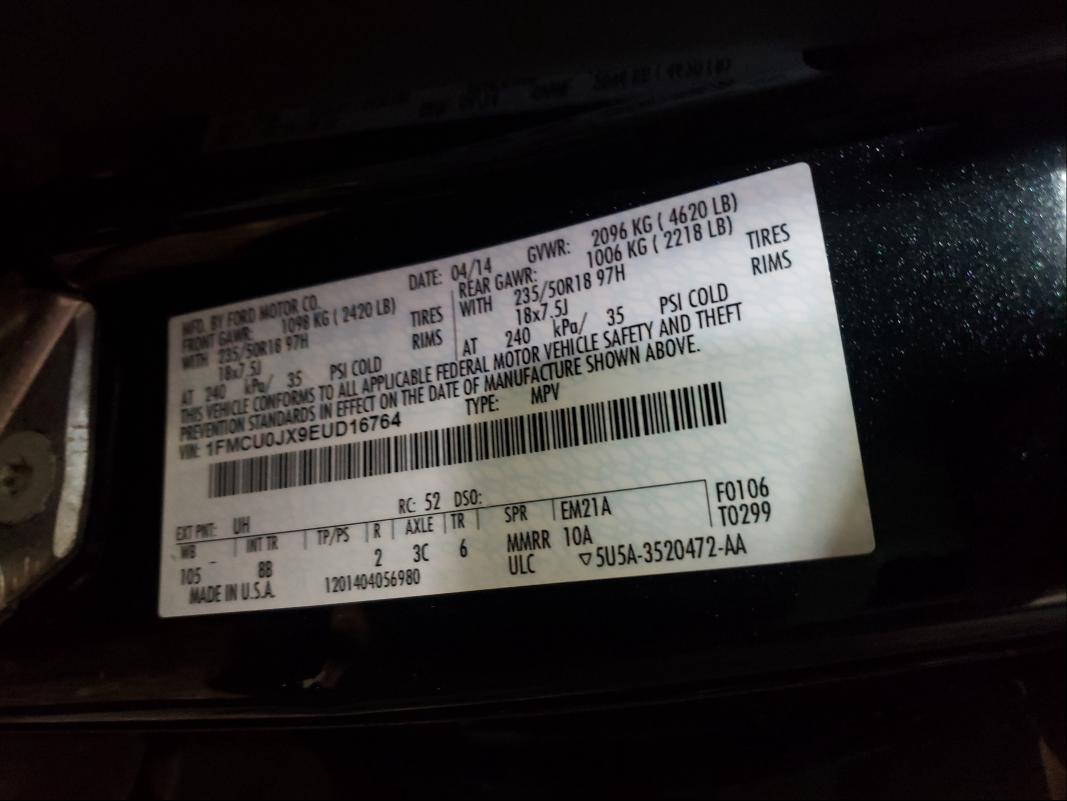 MFD. BY FORD MOTOR CO. DATE: 04/14 GVWR: 2096 KG ( 4620 LB)
FRONT GAWR: 1098 KG ( 2420 LB) REAR GAWR: 1006 KG ( 2218 LB)
WITH 235/50R18 97H TIRES WITH 235/50R18 97H TIRES
18x7.5J RIMS 18x7.5J RIMS
AT 240 kPa/ 35 PSI COLD AT 240 kPa/ 35 PSI COLD
THIS VEHICLE CONFORMS TO ALL APPLICABLE FEDERAL MOTOR VEHICLE SAFETY AND THEFT
PREVENTION STANDARDS IN EFFECT ON THE DATE OF MANUFACTURE SHOWN ABOVE.
VIN: 1FMCU0JX9EUD16764 TYPE: MPV
EXT PNT: UH RC: 52 DSO:
WB INT TR TP/PS R AXLE TR SPR EM21A F0106
105 BB 2 3C 6 MMRR 10A T0299
MADE IN U.S.A. 1201404056980 ULC ▽5U5A-3520472-AA